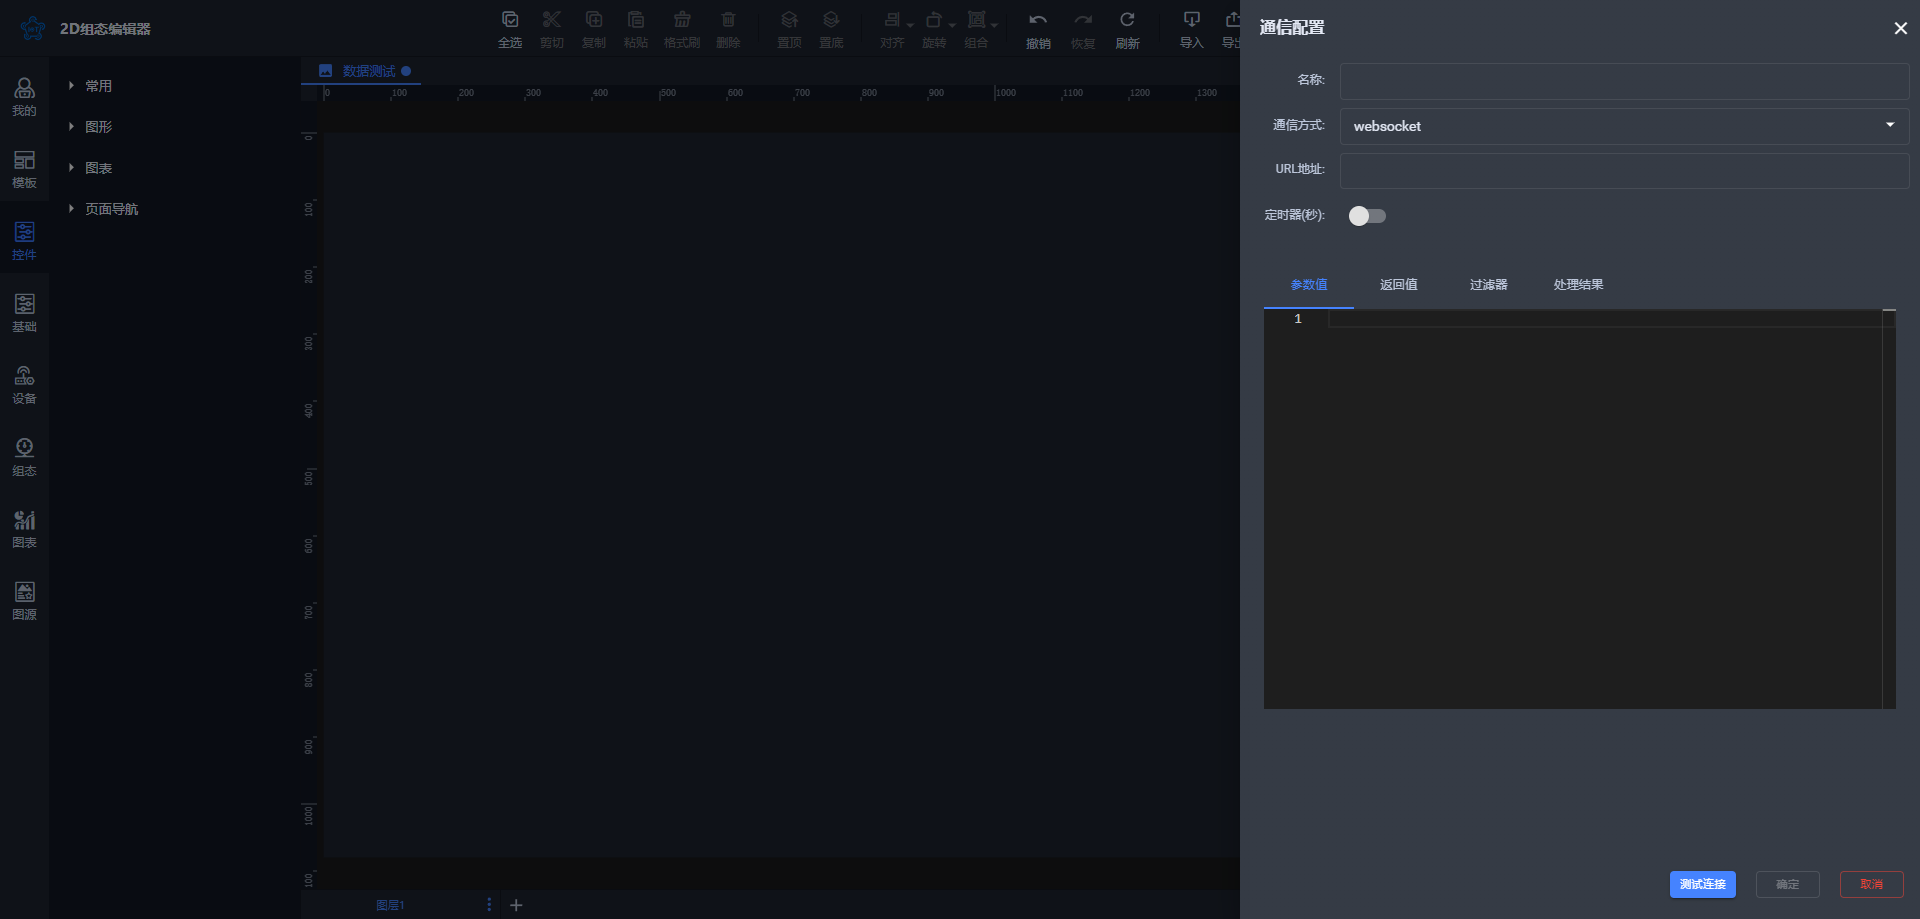 2D组态编辑器
全选 剪切 复制 粘贴 格式刷 删除 置顶 置底 对齐 旋转 组合 撤销 恢复 刷新 导入 导出
我的
模板
控件
基础
设备
组态
图表
图源
常用
图形
图表
页面导航
数据测试
0 100 200 300 400 500 600 700 800 900 1000 1100 1200 1300
0
100
200
300
400
500
600
700
800
900
1000
图层1
通信配置
名称:
通信方式: websocket
URL地址:
定时器(秒):
参数值 返回值 过滤器 处理结果
1
测试连接 确定 取消